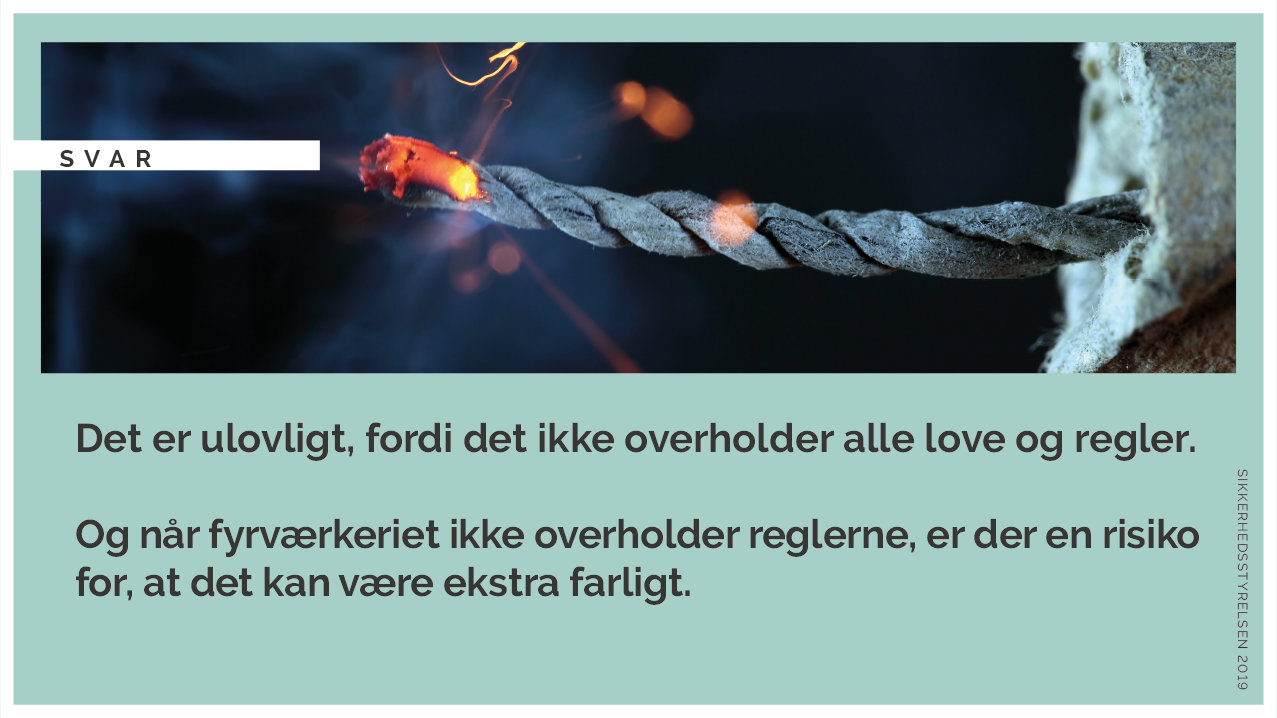 SVAR
Det er ulovligt, fordi det ikke overholder alle love og regler.
Og når fyrværkeriet ikke overholder reglerne, er der en risiko
for, at det kan være ekstra farligt.
SIKKERHEDSSTYRELSEN 2019